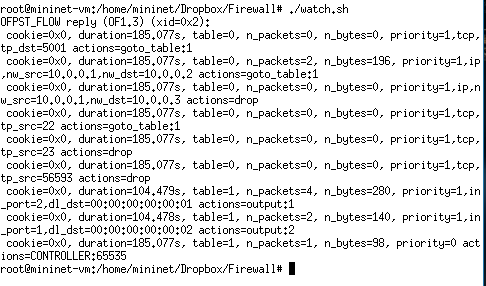 root@mininet-vm:/home/mininet/Dropbox/Firewall# ./watch.sh
OFPST_FLOW reply (OF1.3) (xid=0x2):
 cookie=0x0, duration=185.077s, table=0, n_packets=0, n_bytes=0, priority=1,tcp,
tp_dst=5001 actions=goto_table:1
 cookie=0x0, duration=185.077s, table=0, n_packets=2, n_bytes=196, priority=1,ip
,nw_src=10.0.0.1,nw_dst=10.0.0.2 actions=goto_table:1
 cookie=0x0, duration=185.077s, table=0, n_packets=0, n_bytes=0, priority=1,ip,n
w_src=10.0.0.1,nw_dst=10.0.0.3 actions=drop
 cookie=0x0, duration=185.077s, table=0, n_packets=0, n_bytes=0, priority=1,tcp,
tp_src=22 actions=goto_table:1
 cookie=0x0, duration=185.077s, table=0, n_packets=0, n_bytes=0, priority=1,tcp,
tp_src=23 actions=drop
 cookie=0x0, duration=185.077s, table=0, n_packets=0, n_bytes=0, priority=1,tcp,
tp_src=56593 actions=drop
 cookie=0x0, duration=104.479s, table=1, n_packets=4, n_bytes=280, priority=1,in
_port=2,dl_dst=00:00:00:00:00:01 actions=output:1
 cookie=0x0, duration=104.478s, table=1, n_packets=2, n_bytes=140, priority=1,in
_port=1,dl_dst=00:00:00:00:00:02 actions=output:2
 cookie=0x0, duration=185.077s, table=1, n_packets=1, n_bytes=98, priority=0 act
ions=CONTROLLER:65535
root@mininet-vm:/home/mininet/Dropbox/Firewall#